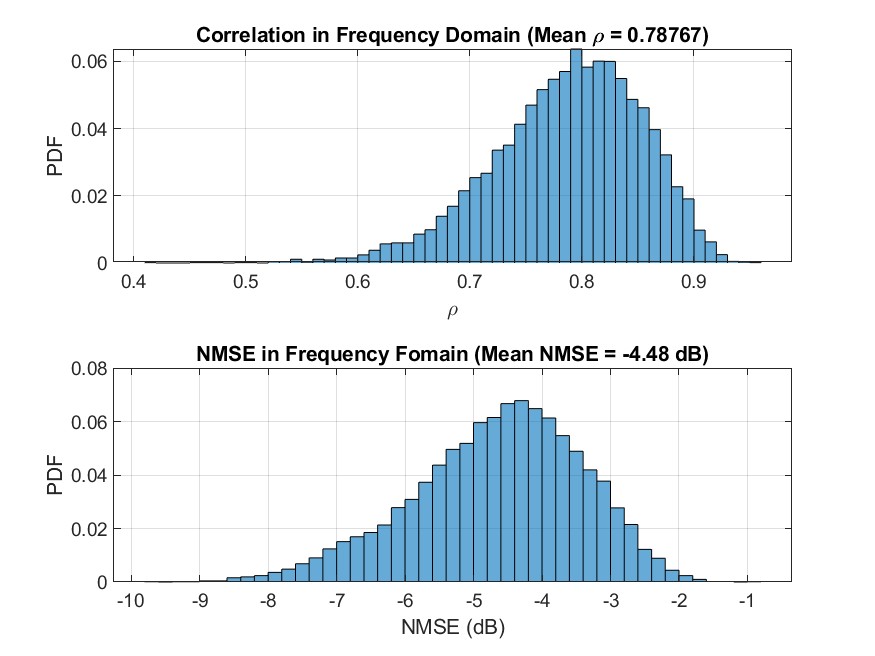 Correlation in Frequency Domain (Mean ρ = 0.78767)
PDF
0.06
0.04
0.02
0
0.4 0.5 0.6 0.7 0.8 0.9
ρ
NMSE in Frequency Fomain (Mean NMSE = -4.48 dB)
PDF
0.08
0.06
0.04
0.02
0
-10 -9 -8 -7 -6 -5 -4 -3 -2 -1
NMSE (dB)